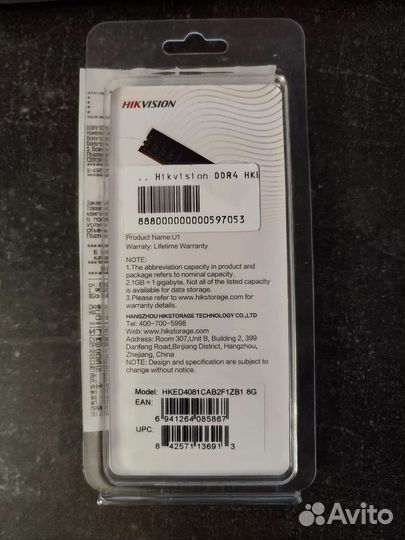 HIKVISION
.. Hikvision DDR4 HKE
888000000000597053
Product Name:U1
Warraty: Lifetime Warranty
NOTE:
1.The abbreviation capacity in product and
package refers to nominal capacity.
2.1GB = 1 gigabyte. Not all of the listed capacity
is available for data storage.
3.Please refer to www.hikstorage.com for
warranty details.
HANGZHOU HIKSTORAGE TECHNOLOGY CO.,LTD
Tel: 400-700-5998
Web: www.hikstorage.com
Address: Room 307,Unit B, Building 2, 399
Danfeng Road,Binjiang District, Hangzhou,
Zhejiang, China
NOTE: Design and specification are subject to
change without notice.
Model: HKED4081CAB2F1ZB1 8G
EAN:
6 941264 085867
UPC:
8 42571 13691 3
Avito